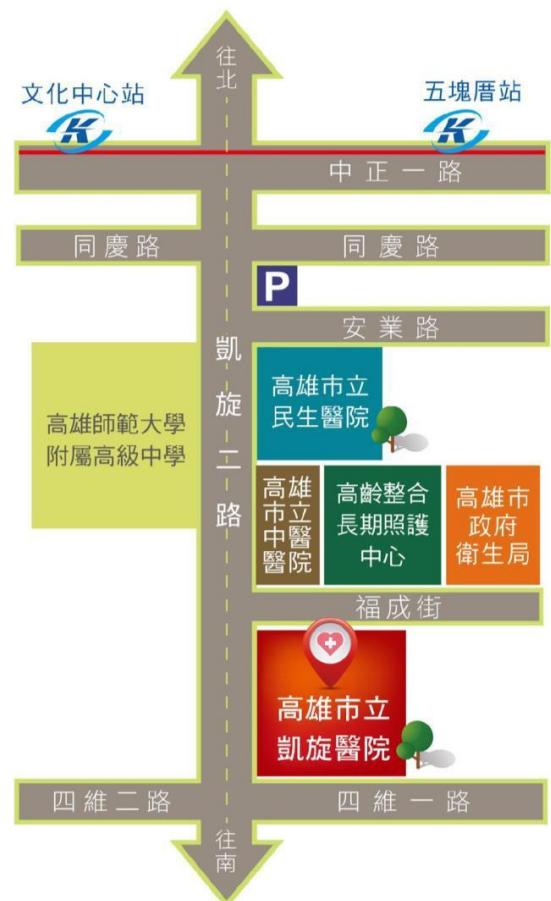 往北
文化中心站
五塊厝站
中正一路
同慶路
同慶路
P
安業路
凱旋二路
高雄市立
民生醫院
高雄師範大學
附屬高級中學
高雄
市立
中醫
醫院
高齡整合
長期照護
中心
高雄市
政府
衛生局
福成街
高雄市立
凱旋醫院
四維二路
四維一路
往南